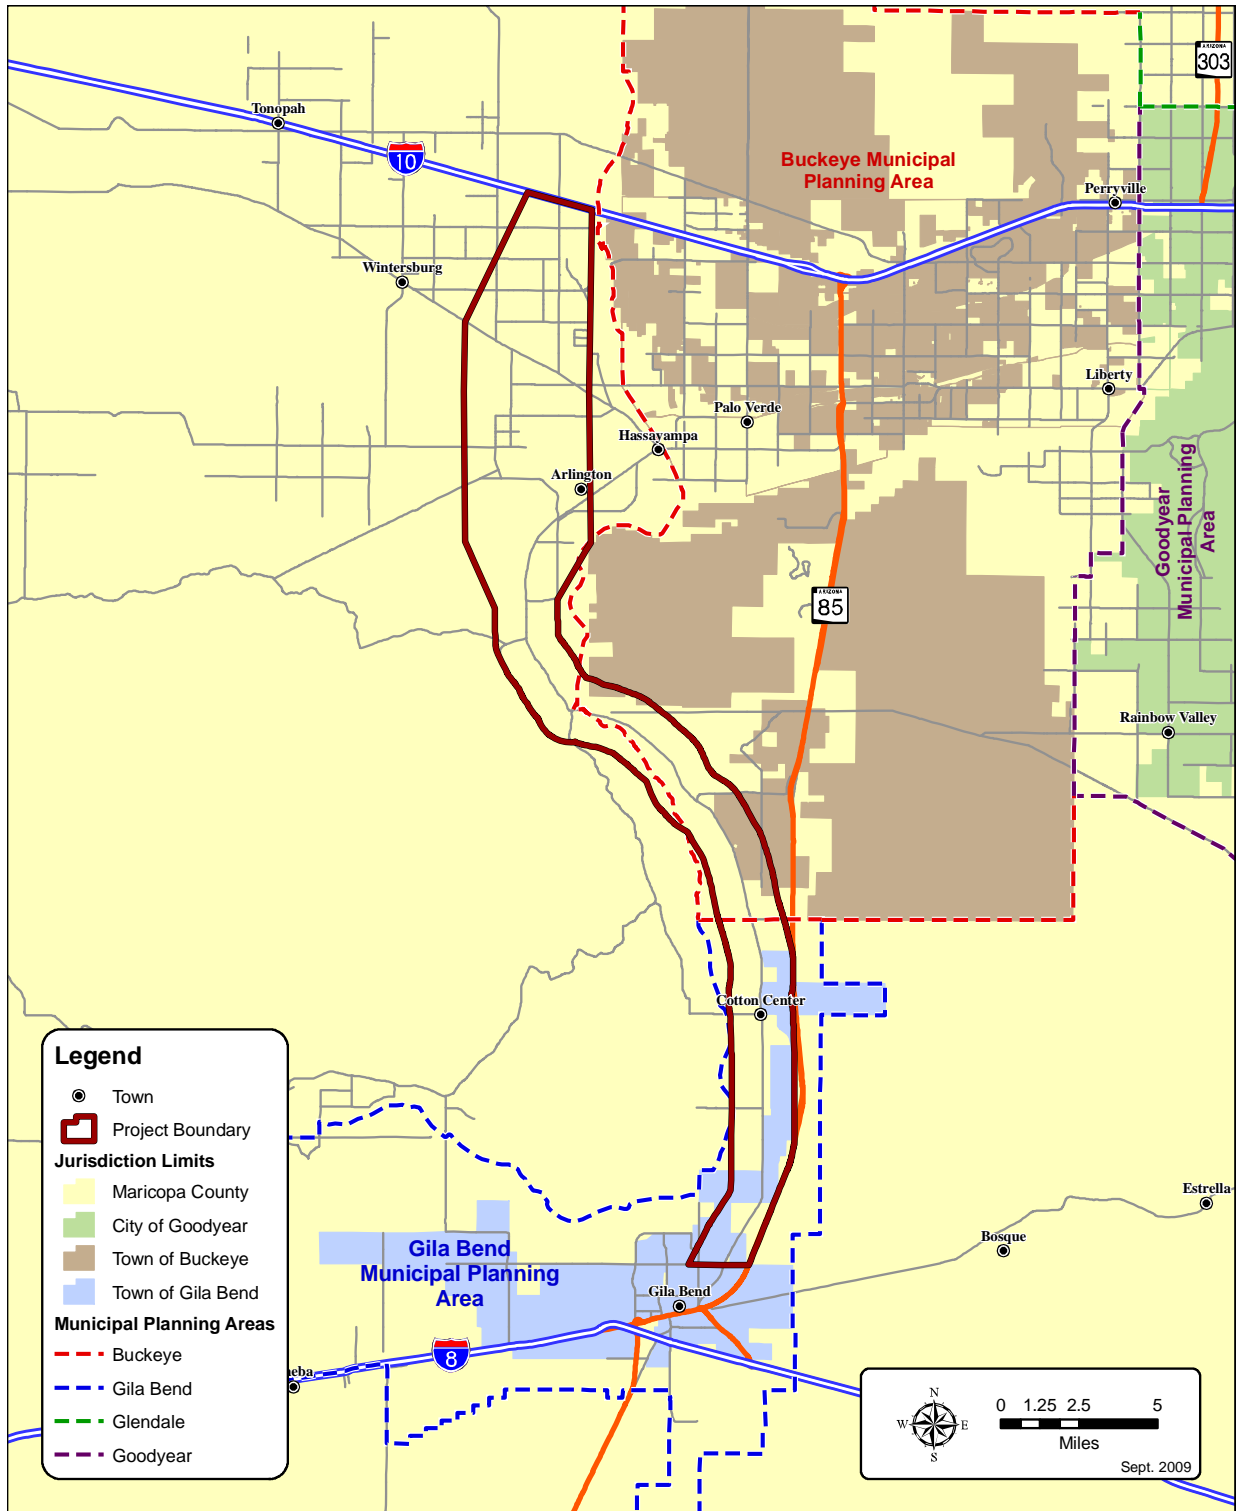 ARIZONA
303
Tonopah
10
Buckeye Municipal
Planning Area
Perryville
Wintersburg
Liberty
Palo Verde
Hassayampa
Arlington
Goodyear
Municipal Planning
Area
ARIZONA
85
Rainbow Valley
Cotton Center
Estrella
Bosque
Gila Bend
Municipal Planning
Area
Gila Bend
8
neba
Legend
Town
Project Boundary
Jurisdiction Limits
Maricopa County
City of Goodyear
Town of Buckeye
Town of Gila Bend
Municipal Planning Areas
Buckeye
Gila Bend
Glendale
Goodyear
N
W E
S
0 1.25 2.5 5
Miles
Sept. 2009